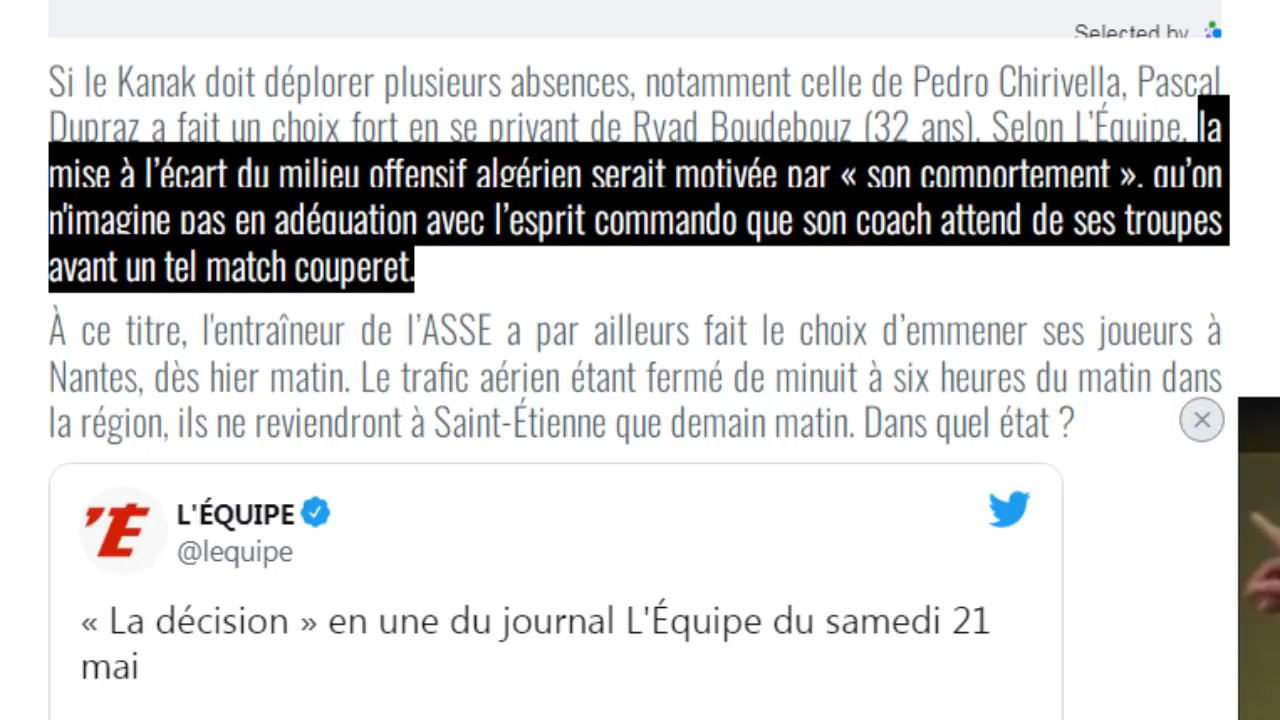 Selected by
Si le Kanak doit déplorer plusieurs absences, notamment celle de Pedro Chirivella, Pascal
Dupraz a fait un choix fort en se privant de Ryad Boudebouz (32 ans). Selon L’Équipe, la
mise à l’écart du milieu offensif algérien serait motivée par « son comportement », qu’on
n'imagine pas en adéquation avec l’esprit commando que son coach attend de ses troupes
avant un tel match couperet.
À ce titre, l'entraîneur de l’ASSE a par ailleurs fait le choix d’emmener ses joueurs à
Nantes, dès hier matin. Le trafic aérien étant fermé de minuit à six heures du matin dans
la région, ils ne reviendront à Saint-Étienne que demain matin. Dans quel état ?
'É
L'ÉQUIPE
@lequipe
« La décision » en une du journal L'Équipe du samedi 21
mai